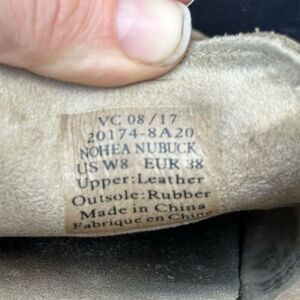 VC 08/17
20174-8A20
NOHEA NUBUCK
US W8 EUR 38
Upper:Leather
Outsole:Rubber
Made in China
Fabriqué en Chine